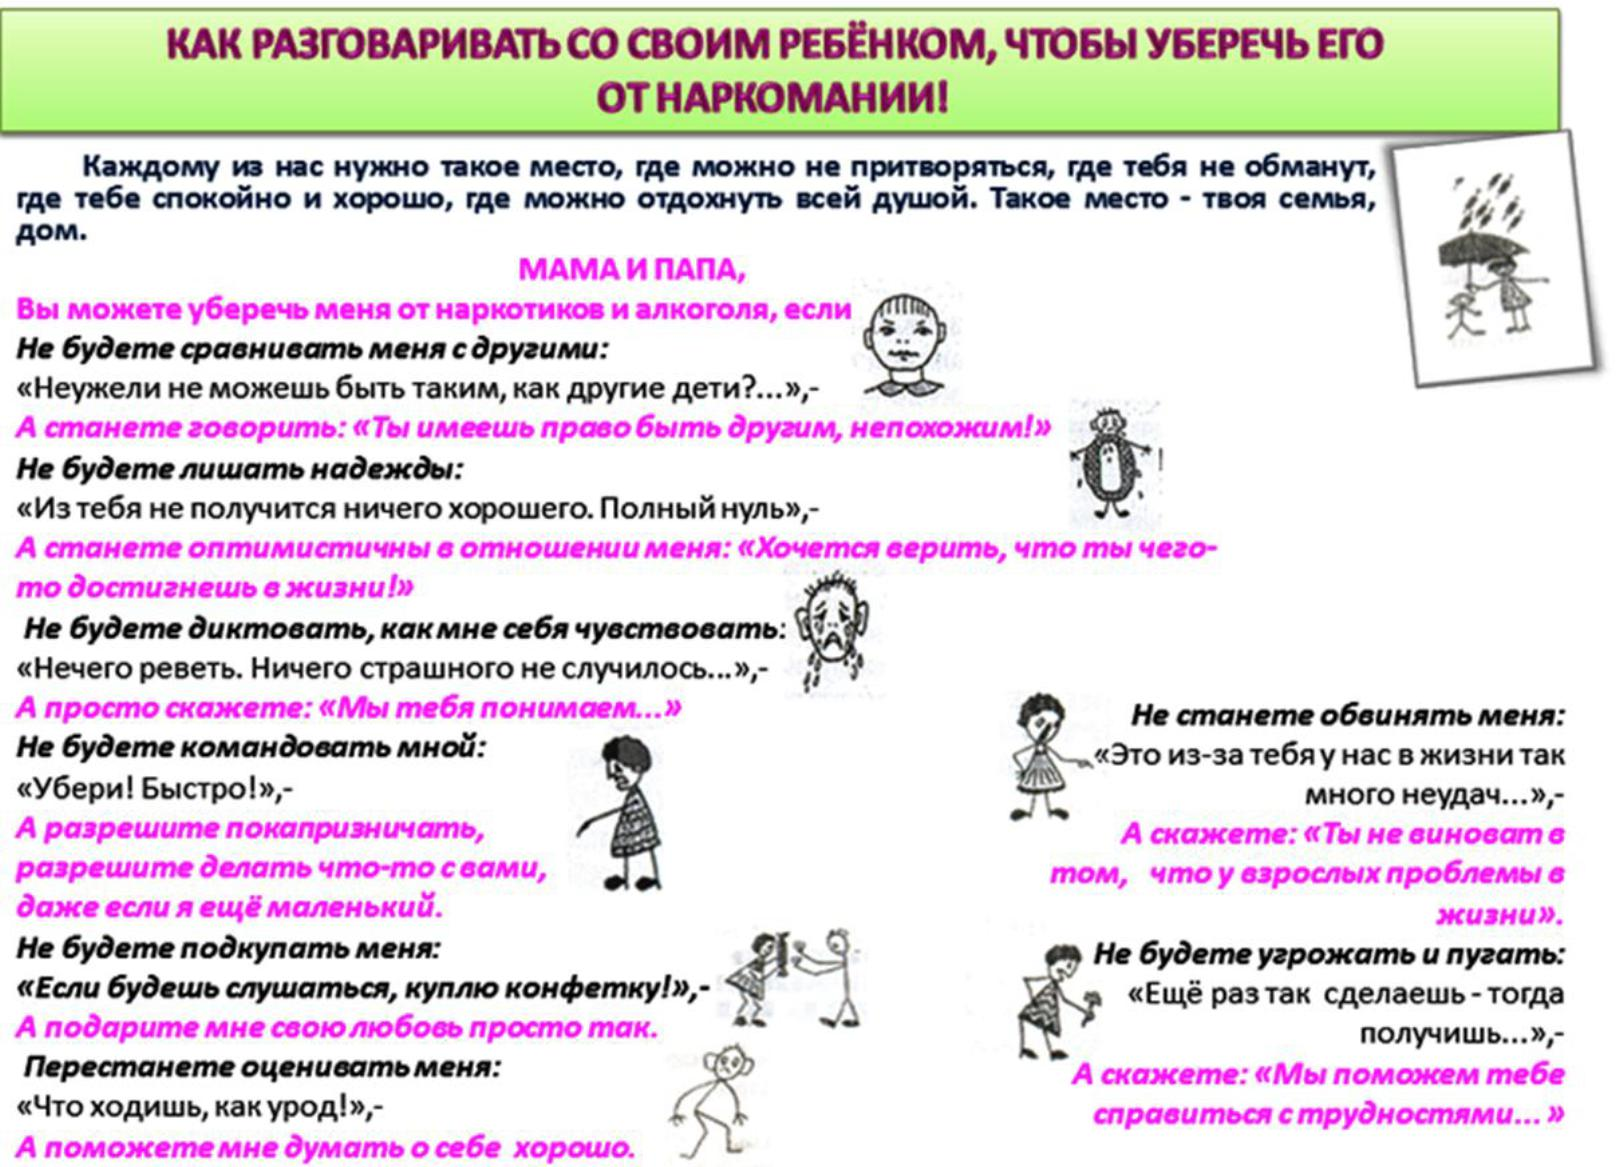 КАК РАЗГОВАРИВАТЬ СО СВОИМ РЕБЁНКОМ, ЧТОБЫ УБЕРЕЧЬ ЕГО
ОТ НАРКОМАНИИ!
Каждому из нас нужно такое место, где можно не притворяться, где тебя не обманут,
где тебе спокойно и хорошо, где можно отдохнуть всей душой. Такое место - твоя семья,
дом.
МАМА И ПАПА,
Вы можете уберечь меня от наркотиков и алкоголя, если
Не будете сравнивать меня с другими:
«Неужели не можешь быть таким, как другие дети?...»,-
А станете говорить: «Ты имеешь право быть другим, непохожим!»
Не будете лишать надежды:
«Из тебя не получится ничего хорошего. Полный нуль»,-
А станете оптимистичны в отношении меня: «Хочется верить, что ты чего-
то достигнешь в жизни!»
Не будете диктовать, как мне себя чувствовать:
«Нечего реветь. Ничего страшного не случилось...»,-
А просто скажете: «Мы тебя понимаем...»
Не будете командовать мной:
«Убери! Быстро!»,-
А разрешите покапризничать,
разрешите делать что-то с вами,
даже если я ещё маленький.
Не будете подкупать меня:
«Если будешь слушаться, куплю конфетку!»,-
А подарите мне свою любовь просто так.
Перестанете оценивать меня:
«Что ходишь, как урод!»,-
А поможете мне думать о себе хорошо.
Не станете обвинять меня:
«Это из-за тебя у нас в жизни так
много неудач...»,-
А скажете: «Ты не виноват в
том, что у взрослых проблемы в
жизни».
Не будете угрожать и пугать:
«Ещё раз так сделаешь - тогда
получишь...»,-
А скажете: «Мы поможем тебе
справиться с трудностями... »